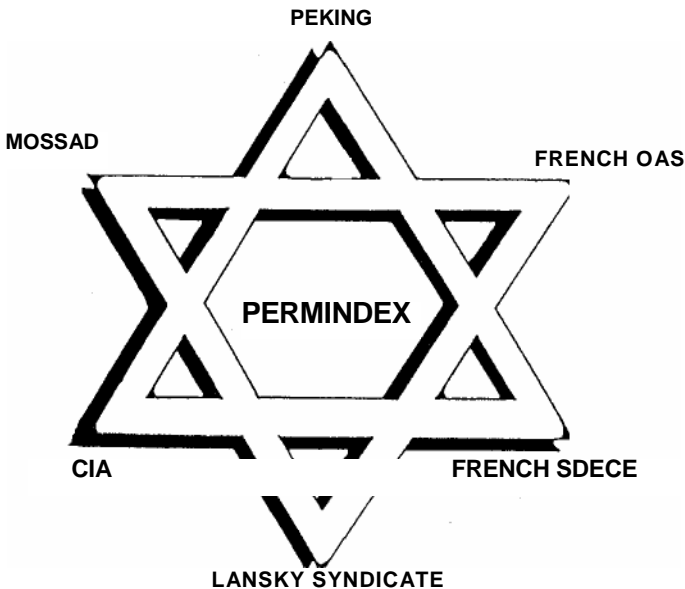 PEKING
MOSSAD
FRENCH OAS
PERMINDEX
CIA
FRENCH SDECE
LANSKY SYNDICATE